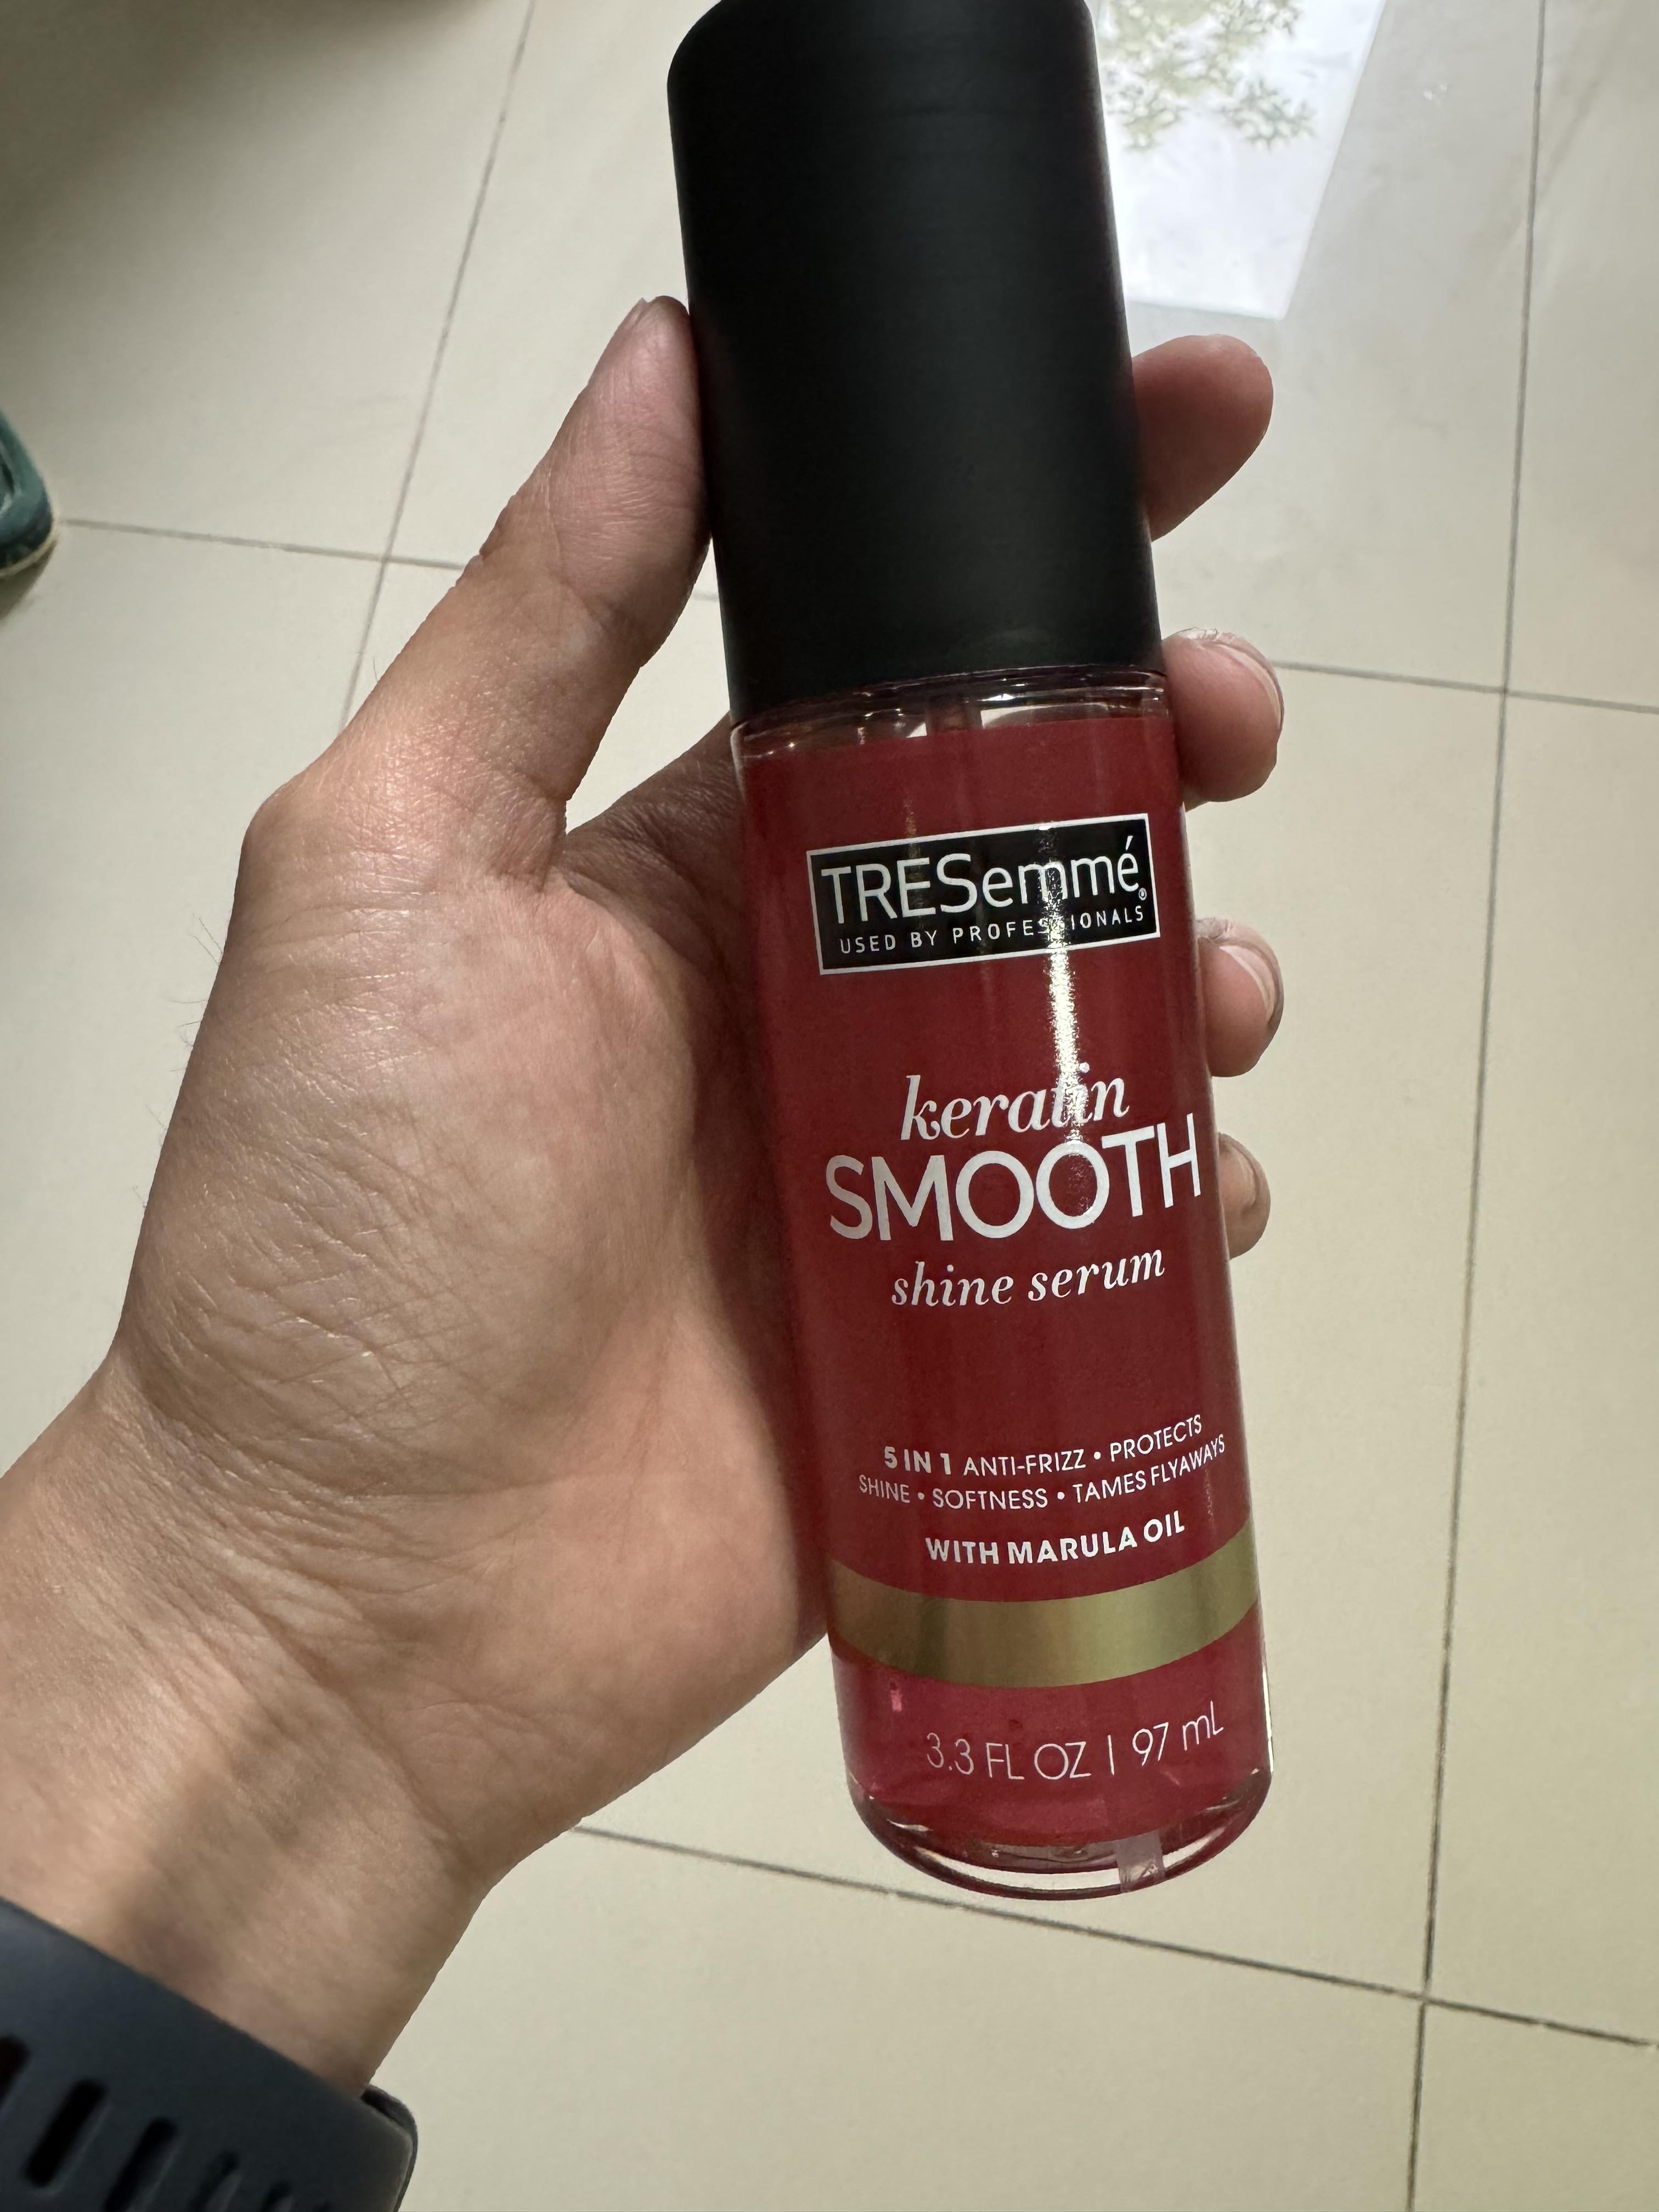 TRESemmé®
USED BY PROFESSIONALS
keratin
SMOOTH
shine serum
5 IN 1 ANTI-FRIZZ • PROTECTS
SHINE • SOFTNESS • TAMES FLYAWAYS
WITH MARULA OIL
3.3 FL OZ | 97 mL